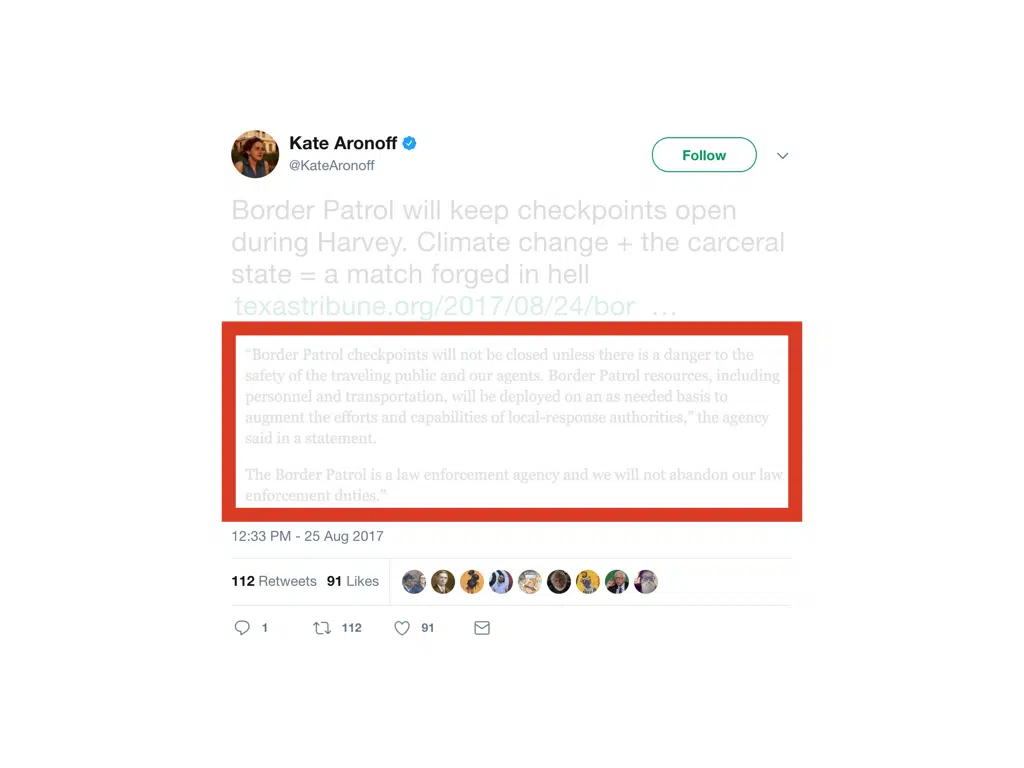 Kate Aronoff
@KateAronoff
Follow
Border Patrol will keep checkpoints open
during Harvey. Climate change + the carceral
state = a match forged in hell
texastribune.org/2017/08/24/bor …
“Border Patrol checkpoints will not be closed unless there is a danger to the
safety of the traveling public and our agents. Border Patrol resources, including
personnel and transportation, will be deployed on an as needed basis to
augment the efforts and capabilities of local-response authorities,” the agency
said in a statement.
The Border Patrol is a law enforcement agency and we will not abandon our law
enforcement duties.”
12:33 PM - 25 Aug 2017
112 Retweets 91 Likes
1 112 91